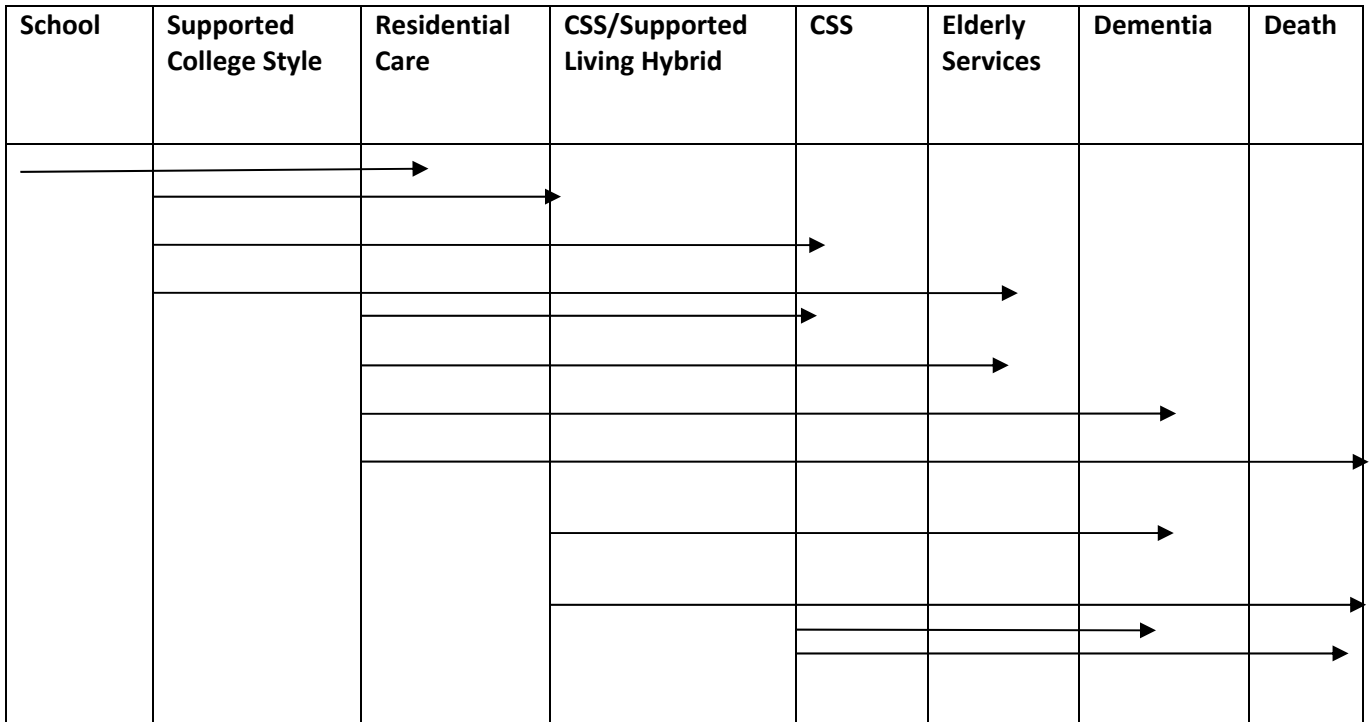 School
Supported
College Style
Residential
Care
CSS/Supported
Living Hybrid
CSS
Elderly
Services
Dementia
Death